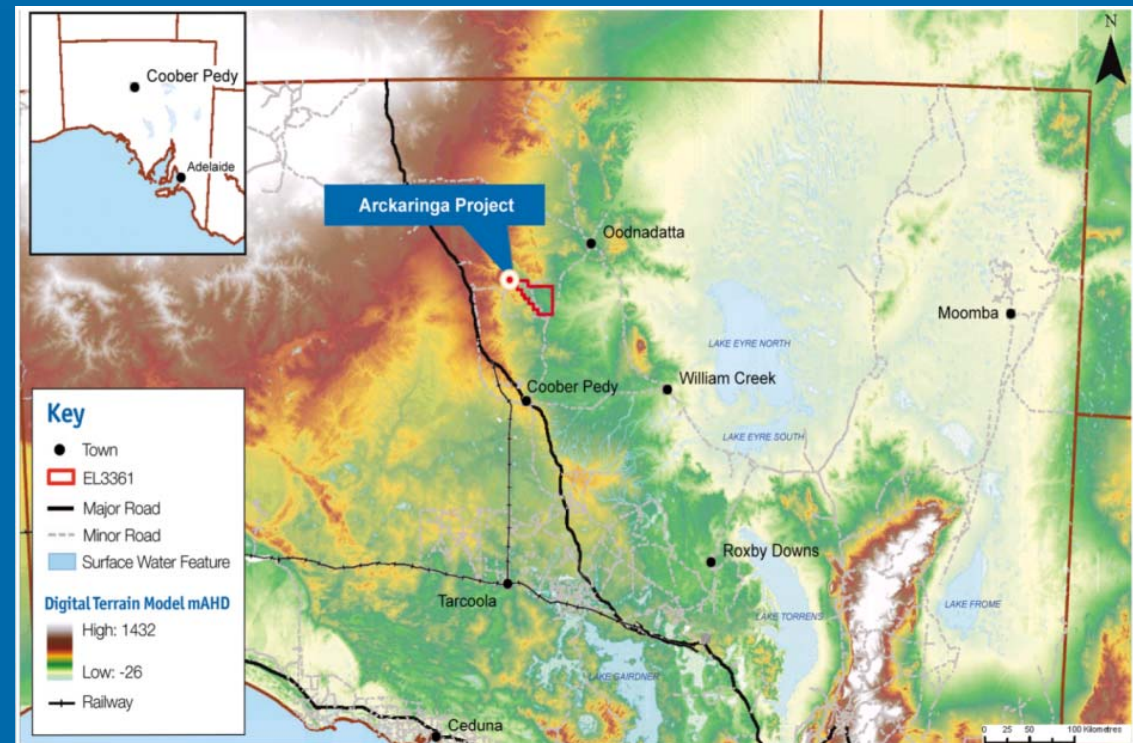 Coober Pedy
Adelaide
N
Arckaringa Project
Oodnadatta
Moomba
LAKE EYRE NORTH
William Creek
Coober Pedy
LAKE EYRE SOUTH
Roxby Downs
Tarcoola
LAKE TORRENS
LAKE FROME
LAKE GAIRDNER
Ceduna
Key
Town
EL3361
Major Road
Minor Road
Surface Water Feature
Digital Terrain Model mAHD
High: 1432
Low: -26
Railway
0 25 50 100 Kilometres